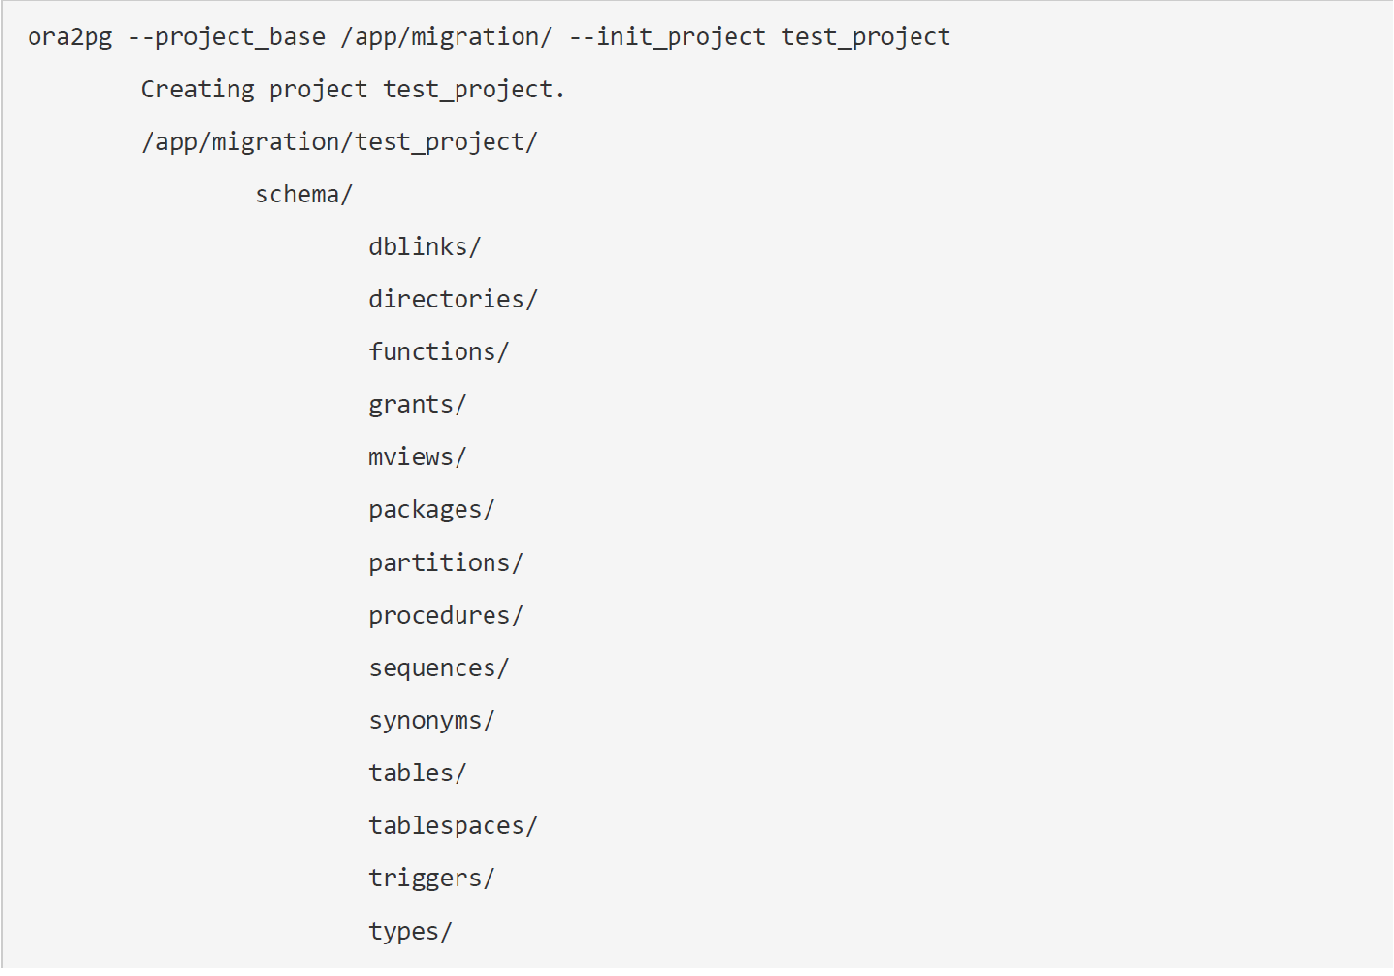 ora2pg --project_base /app/migration/ --init_project test_project
Creating project test_project.
/app/migration/test_project/
schema/
dblinks/
directories/
functions/
grants/
mviews/
packages/
partitions/
procedures/
sequences/
synonyms/
tables/
tablespaces/
triggers/
types/